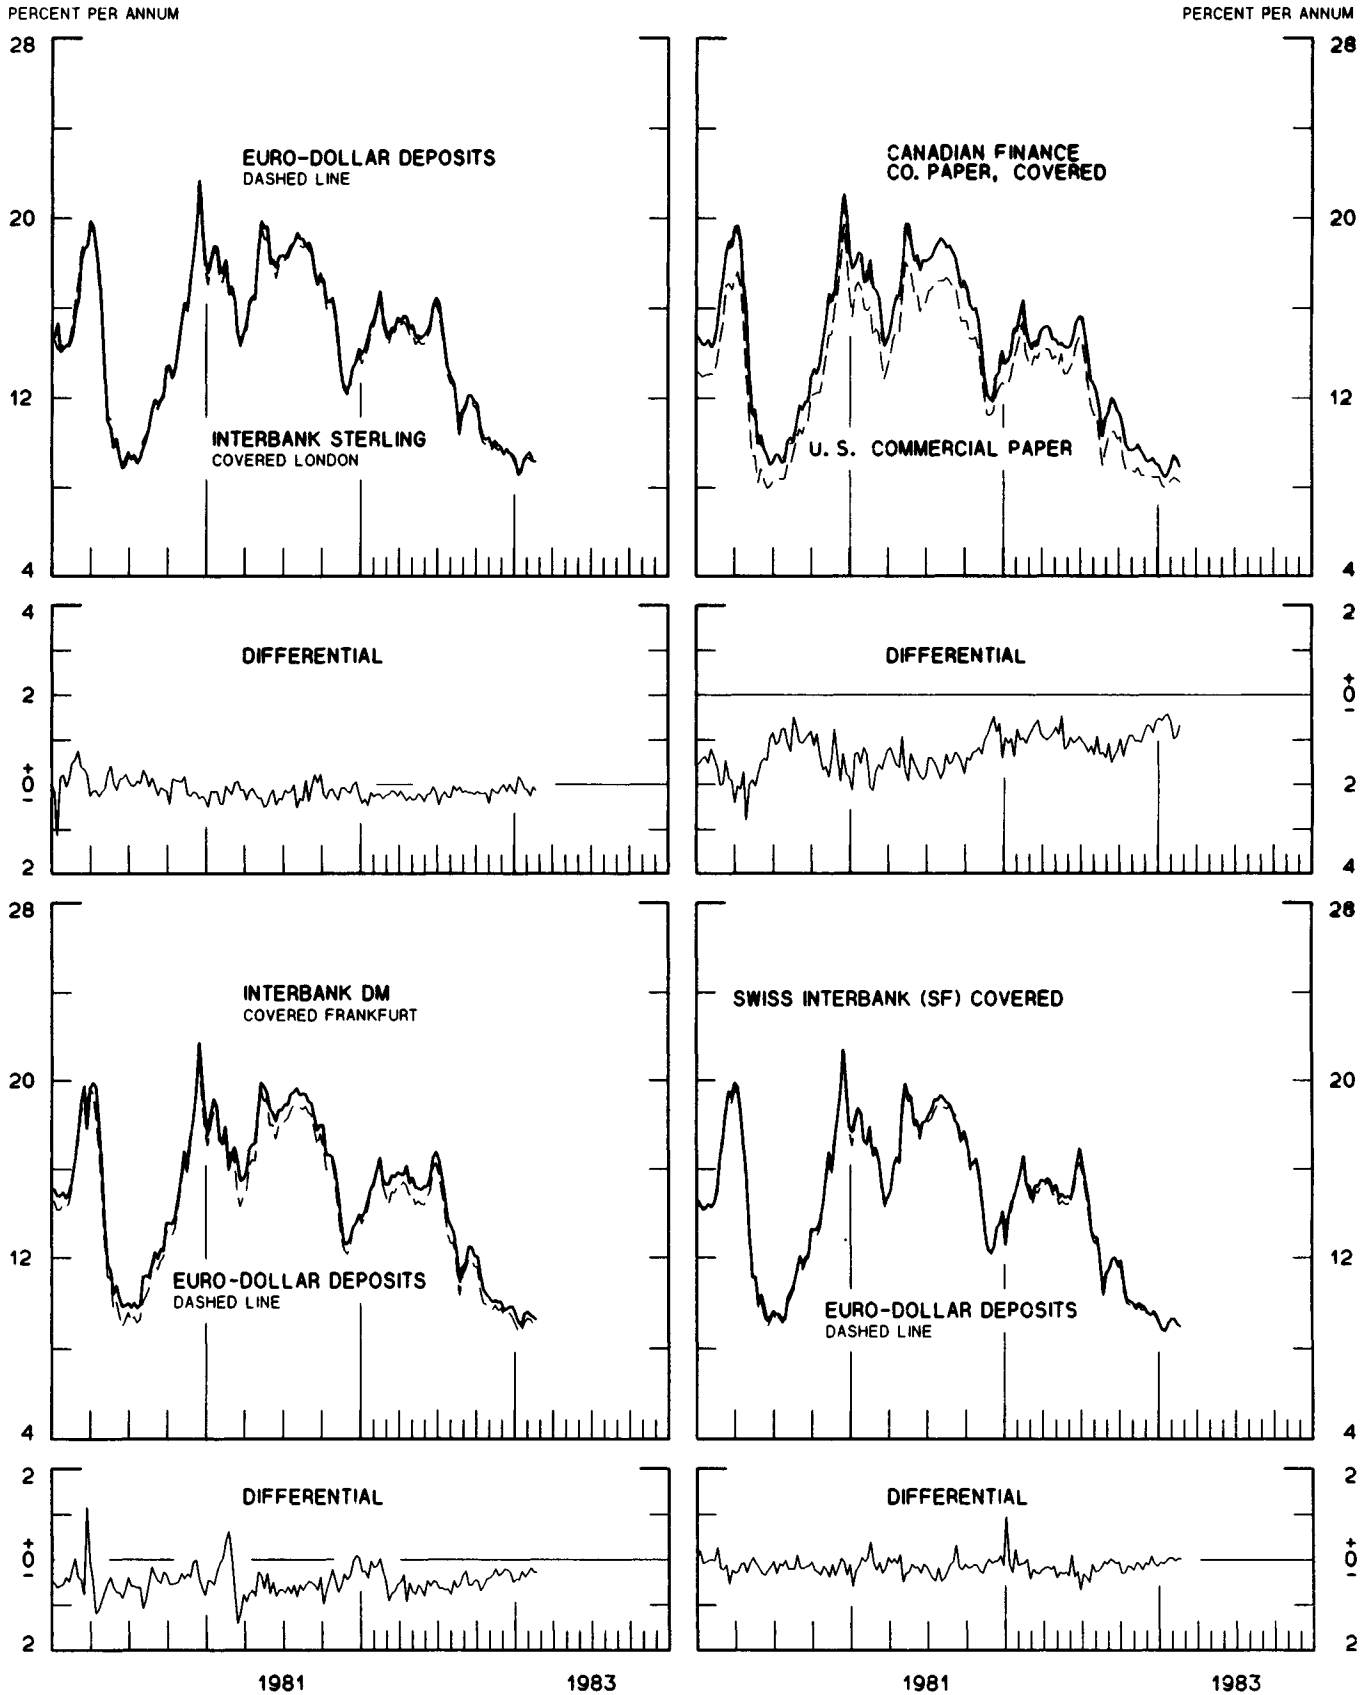 PERCENT PER ANNUM
PERCENT PER ANNUM
28
28
EURO-DOLLAR DEPOSITS
DASHED LINE
CANADIAN FINANCE
CO. PAPER, COVERED
20
20
12
12
INTERBANK STERLING
COVERED LONDON
U. S. COMMERCIAL PAPER
4
4
4
2
DIFFERENTIAL
DIFFERENTIAL
2
+
0
-
+
0
-
2
2
4
28
28
INTERBANK DM
COVERED FRANKFURT
SWISS INTERBANK (SF) COVERED
20
20
12
12
EURO-DOLLAR DEPOSITS
DASHED LINE
EURO-DOLLAR DEPOSITS
DASHED LINE
4
4
2
2
DIFFERENTIAL
DIFFERENTIAL
+
0
-
+
0
-
2
2
1981
1983
1981
1983